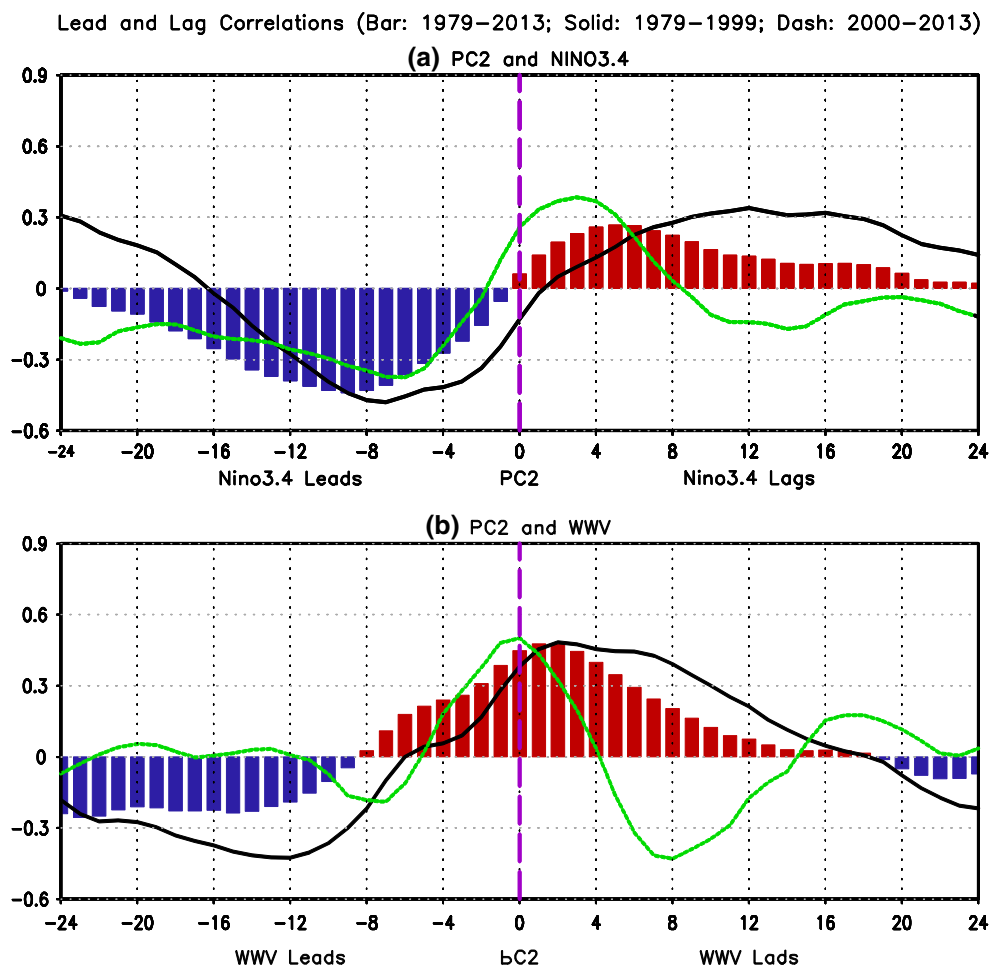 Lead and Lag Correlations (Bar: 1979-2013; Solid: 1979-1999; Dash: 2000-2013)
(a) PC2 and NINO3.4
0.9
0.6
0.3
0
-0.3
-0.6
-24 -20 -16 -12 -8 -4 0 4 8 12 16 20 24
Nino3.4 Leads PC2 Nino3.4 Lags
(b) PC2 and WWV
0.9
0.6
0.3
0
-0.3
-0.6
-24 -20 -16 -12 -8 -4 0 4 8 12 16 20 24
WWV Leads ьC2 WWV Lads